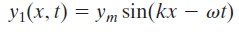 y₁(x, t) = yₘ sin(kx − ωt)